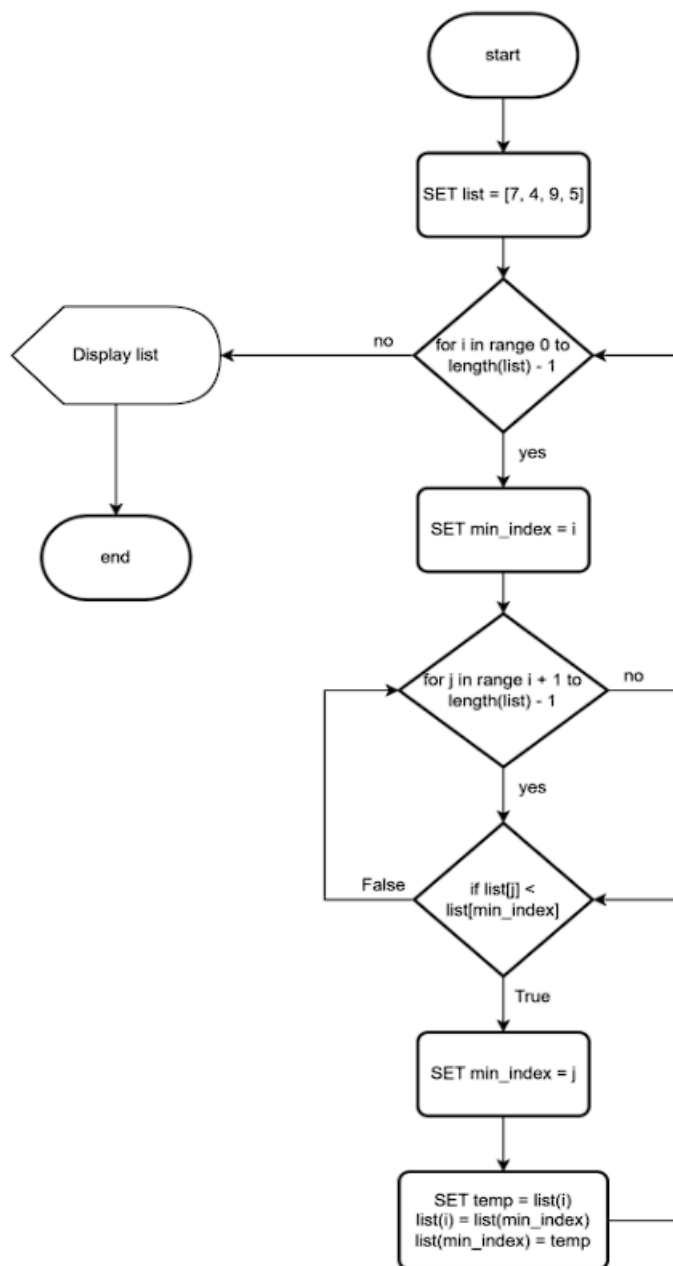 start
SET list = [7, 4, 9, 5]
for i in range 0 to
length(list) - 1
no
Display list
yes
end
SET min_index = i
for j in range i + 1 to
length(list) - 1
no
yes
False
if list[j] <
list[min_index]
True
SET min_index = j
SET temp = list(i)
list(i) = list(min_index)
list(min_index) = temp